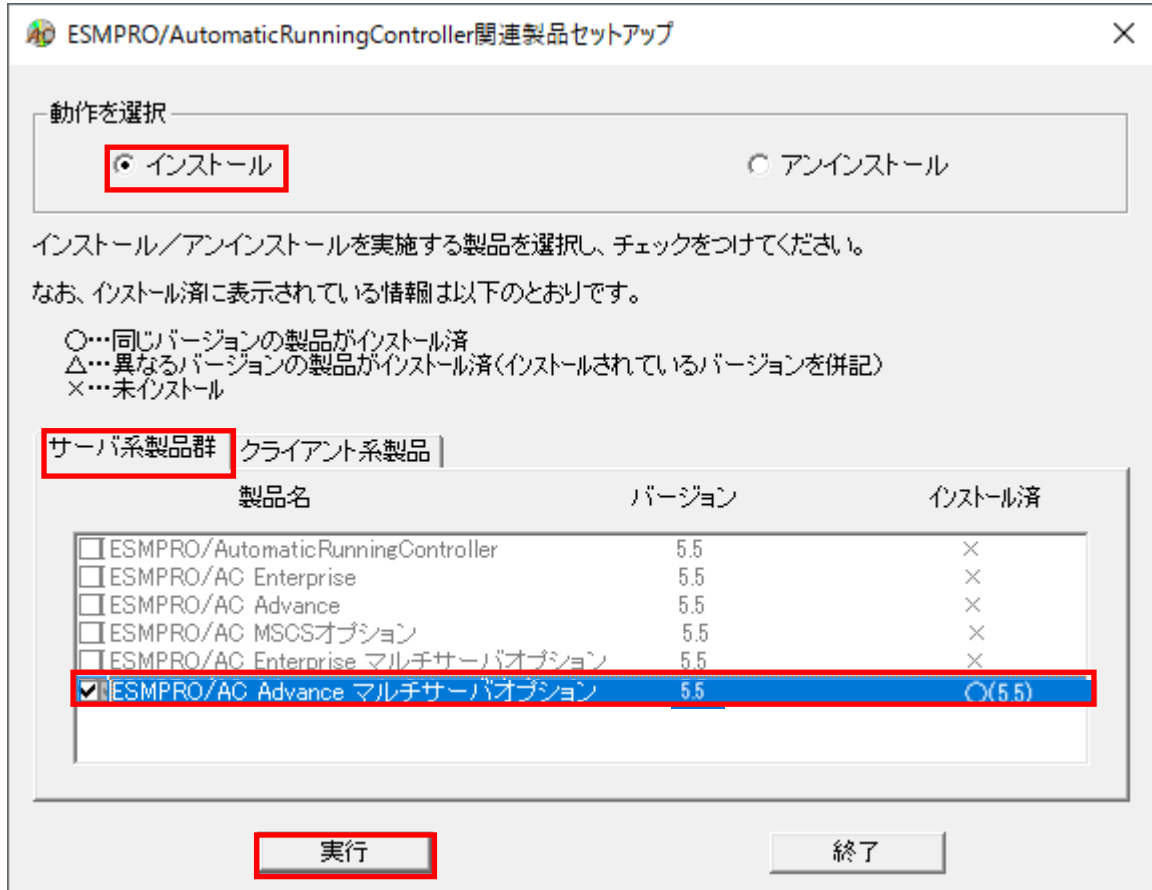 ESMPRO/AutomaticRunningController関連製品セットアップ
動作を選択
インストール アンインストール
インストール／アンインストールを実施する製品を選択し、チェックをつけてください。
なお、インストール済に表示されている情報は以下のとおりです。
○…同じバージョンの製品がインストール済
△…異なるバージョンの製品がインストール済(インストールされているバージョンを併記)
×…未インストール
サーバ系製品群 クライアント系製品
製品名 バージョン インストール済
ESMPRO/AutomaticRunningController 5.5 ×
ESMPRO/AC Enterprise 5.5 ×
ESMPRO/AC Advance 5.5 ×
ESMPRO/AC MSCSオプション 5.5 ×
ESMPRO/AC Enterprise マルチサーバオプション 5.5 ×
ESMPRO/AC Advance マルチサーバオプション 5.5 ○(5.5)
実行 終了